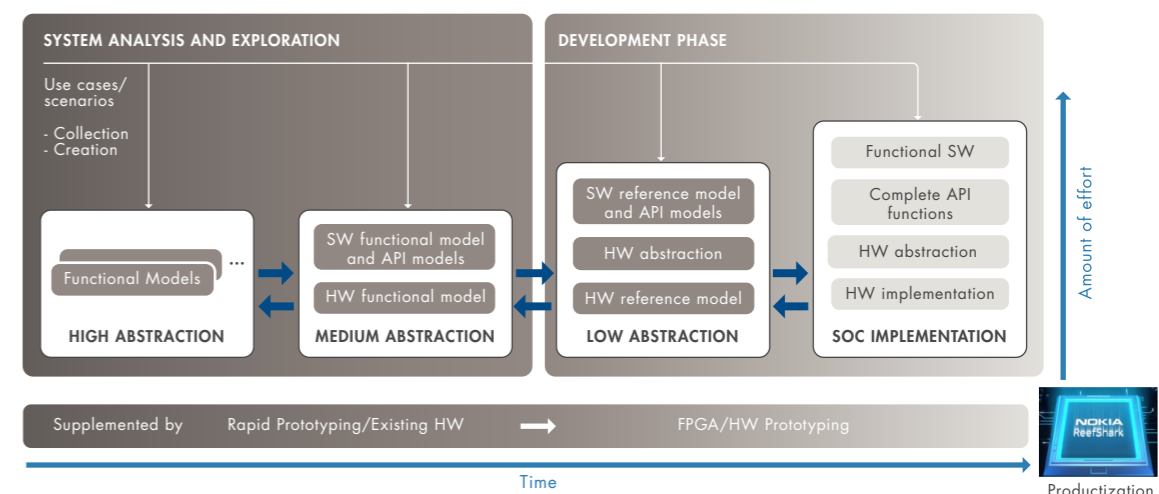 SYSTEM ANALYSIS AND EXPLORATION
DEVELOPMENT PHASE
Use cases/
scenarios
- Collection
- Creation
Functional Models
...
HIGH ABSTRACTION
SW functional model
and API models
HW functional model
MEDIUM ABSTRACTION
SW reference model
and API models
HW abstraction
HW reference model
LOW ABSTRACTION
Functional SW
Complete API
functions
HW abstraction
HW implementation
SOC IMPLEMENTATION
Amount of effort
Supplemented by Rapid Prototyping/Existing HW FPGA/HW Prototyping
Time
NOKIA
ReefShark
Productization